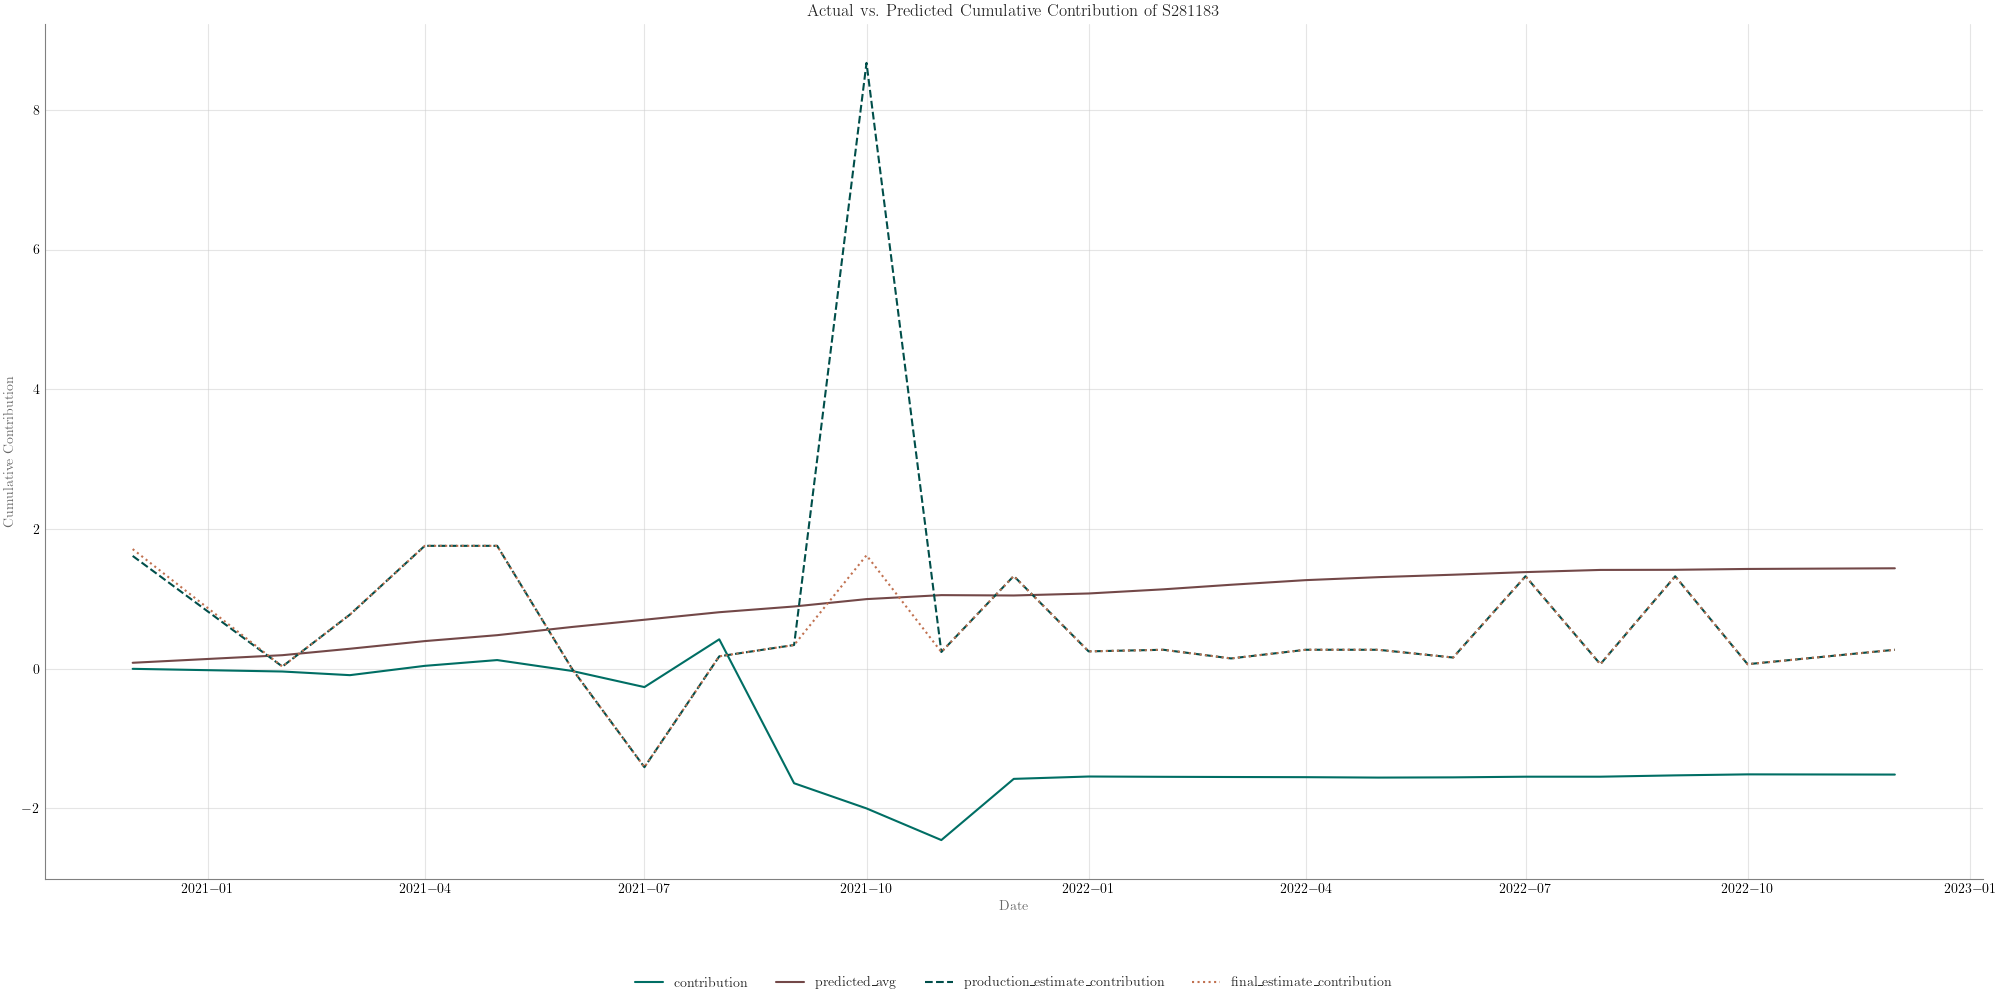 Actual vs. Predicted Cumulative Contribution of S281183
Cumulative Contribution
8
6
4
2
0
−2
2021−01 2021−04 2021−07 2021−10 2022−01 2022−04 2022−07 2022−10 2023−01
Date
contribution predicted_avg production_estimate_contribution final_estimate_contribution